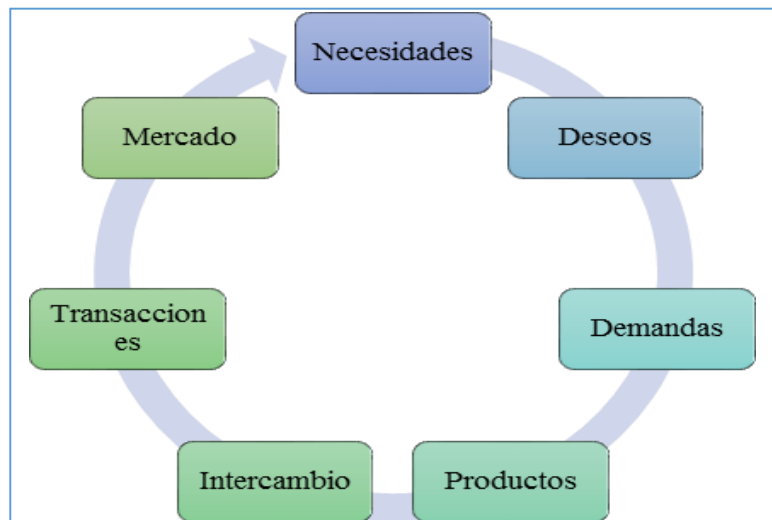 Necesidades
Deseos
Demandas
Productos
Intercambio
Transaccion
es
Mercado